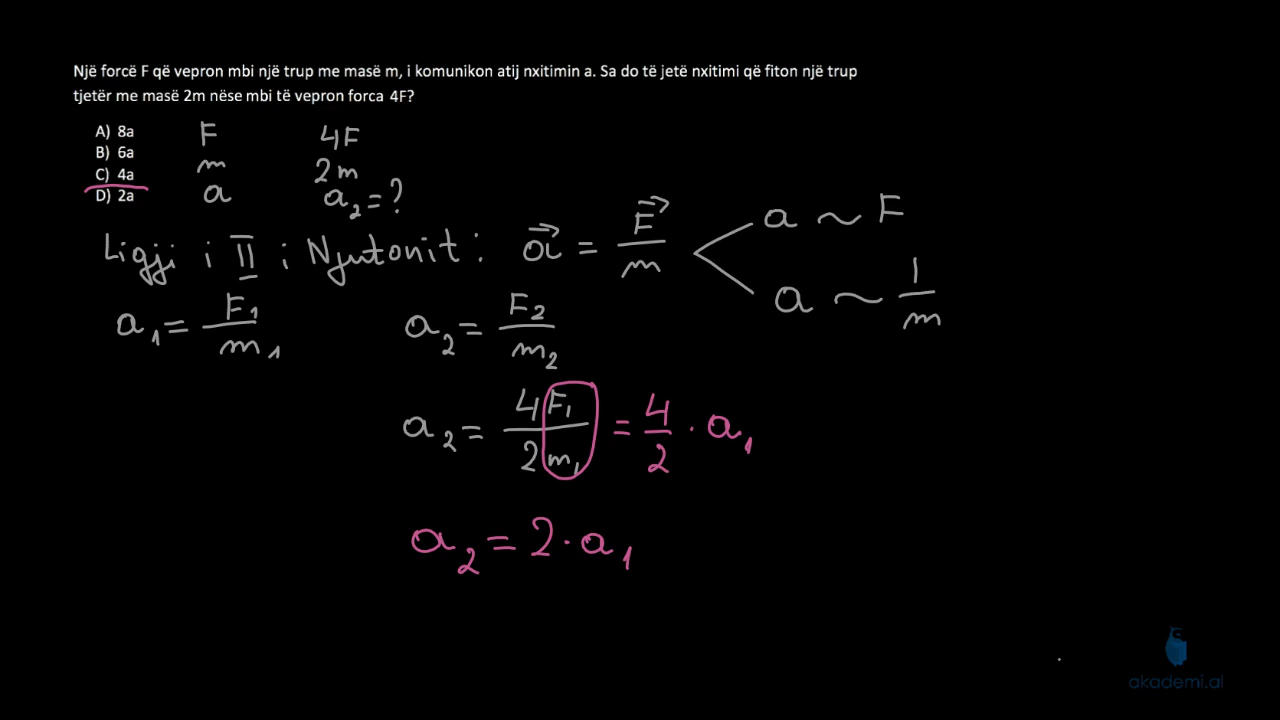 Një forcë F që vepron mbi një trup me masë m, i komunikon atij nxitimin a. Sa do të jetë nxitimi që fiton një trup
tjetër me masë 2m nëse mbi të vepron forca 4F?
A) 8a
B) 6a
C) 4a
D) 2a
F 4F
m 2m
a a₂=?
Ligji i II i Njutonit: a⃗ = F⃗/m
a ~ F
a ~ 1/m
a₁ = F₁/m₁ a₂ = F₂/m₂
a₂ = 4F₁/2m₁ = 4/2 · a₁
a₂ = 2 · a₁
akademi.al